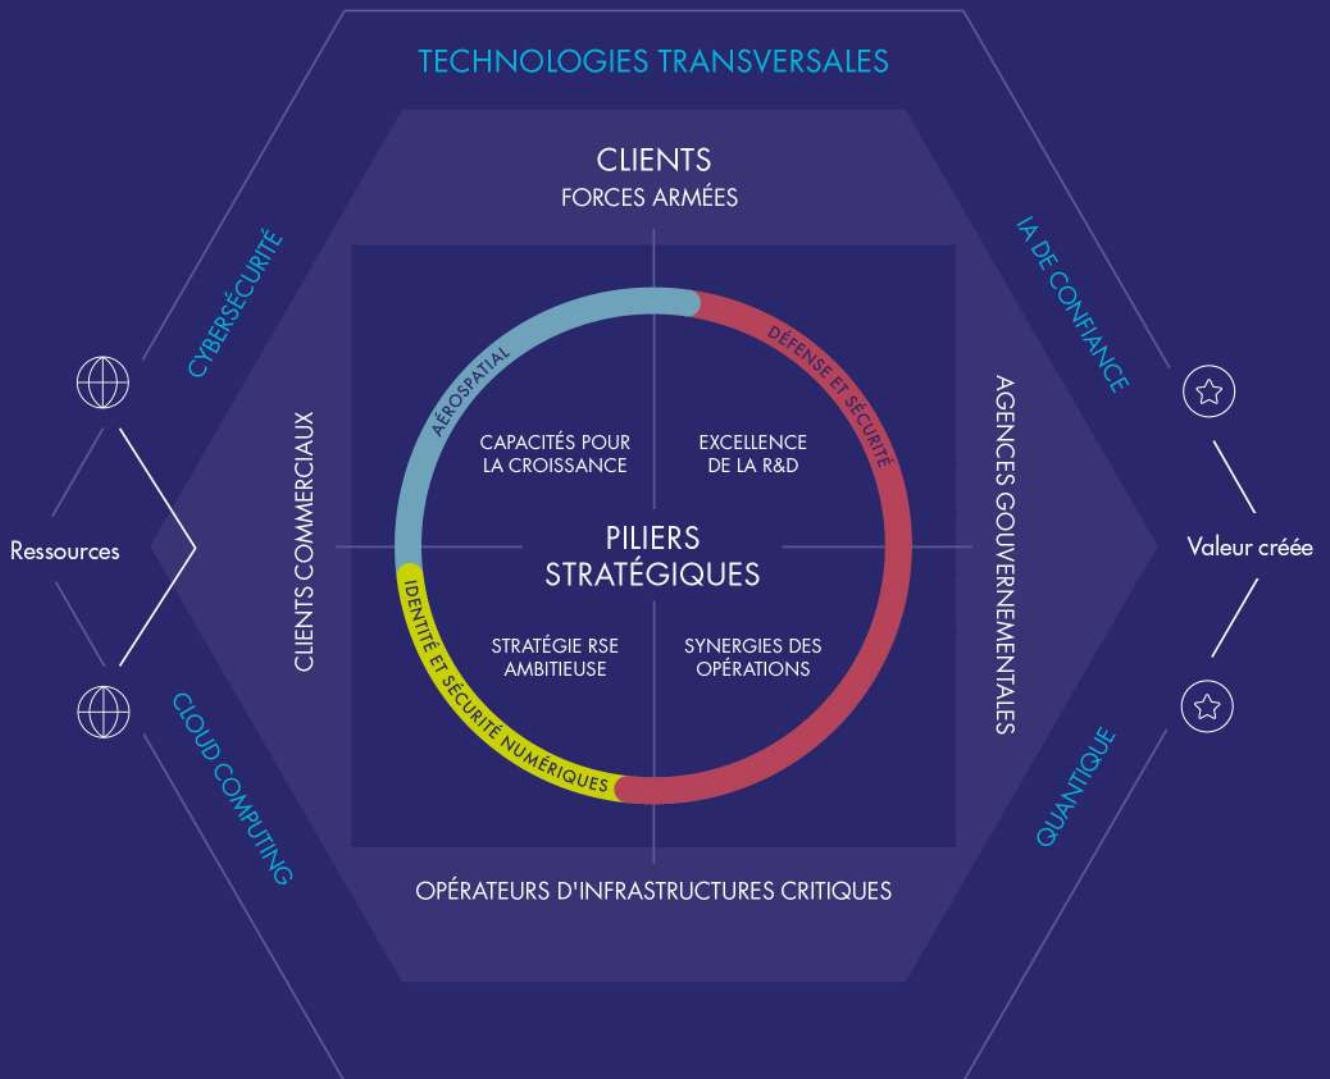 TECHNOLOGIES TRANSVERSALES
CLIENTS
FORCES ARMÉES
CYBERSÉCURITÉ
IA DE CONFIANCE
AÉROSPATIAL
DÉFENSE ET SÉCURITÉ
CLIENTS COMMERCIAUX
AGENCES GOUVERNEMENTALES
CAPACITÉS POUR
LA CROISSANCE
EXCELLENCE
DE LA R&D
Ressources
PILIERS
STRATÉGIQUES
Valeur créée
IDENTITÉ ET SÉCURITÉ NUMÉRIQUES
STRATÉGIE RSE
AMBITIEUSE
SYNERGIES DES
OPÉRATIONS
CLOUD COMPUTING
QUANTIQUE
OPÉRATEURS D'INFRASTRUCTURES CRITIQUES